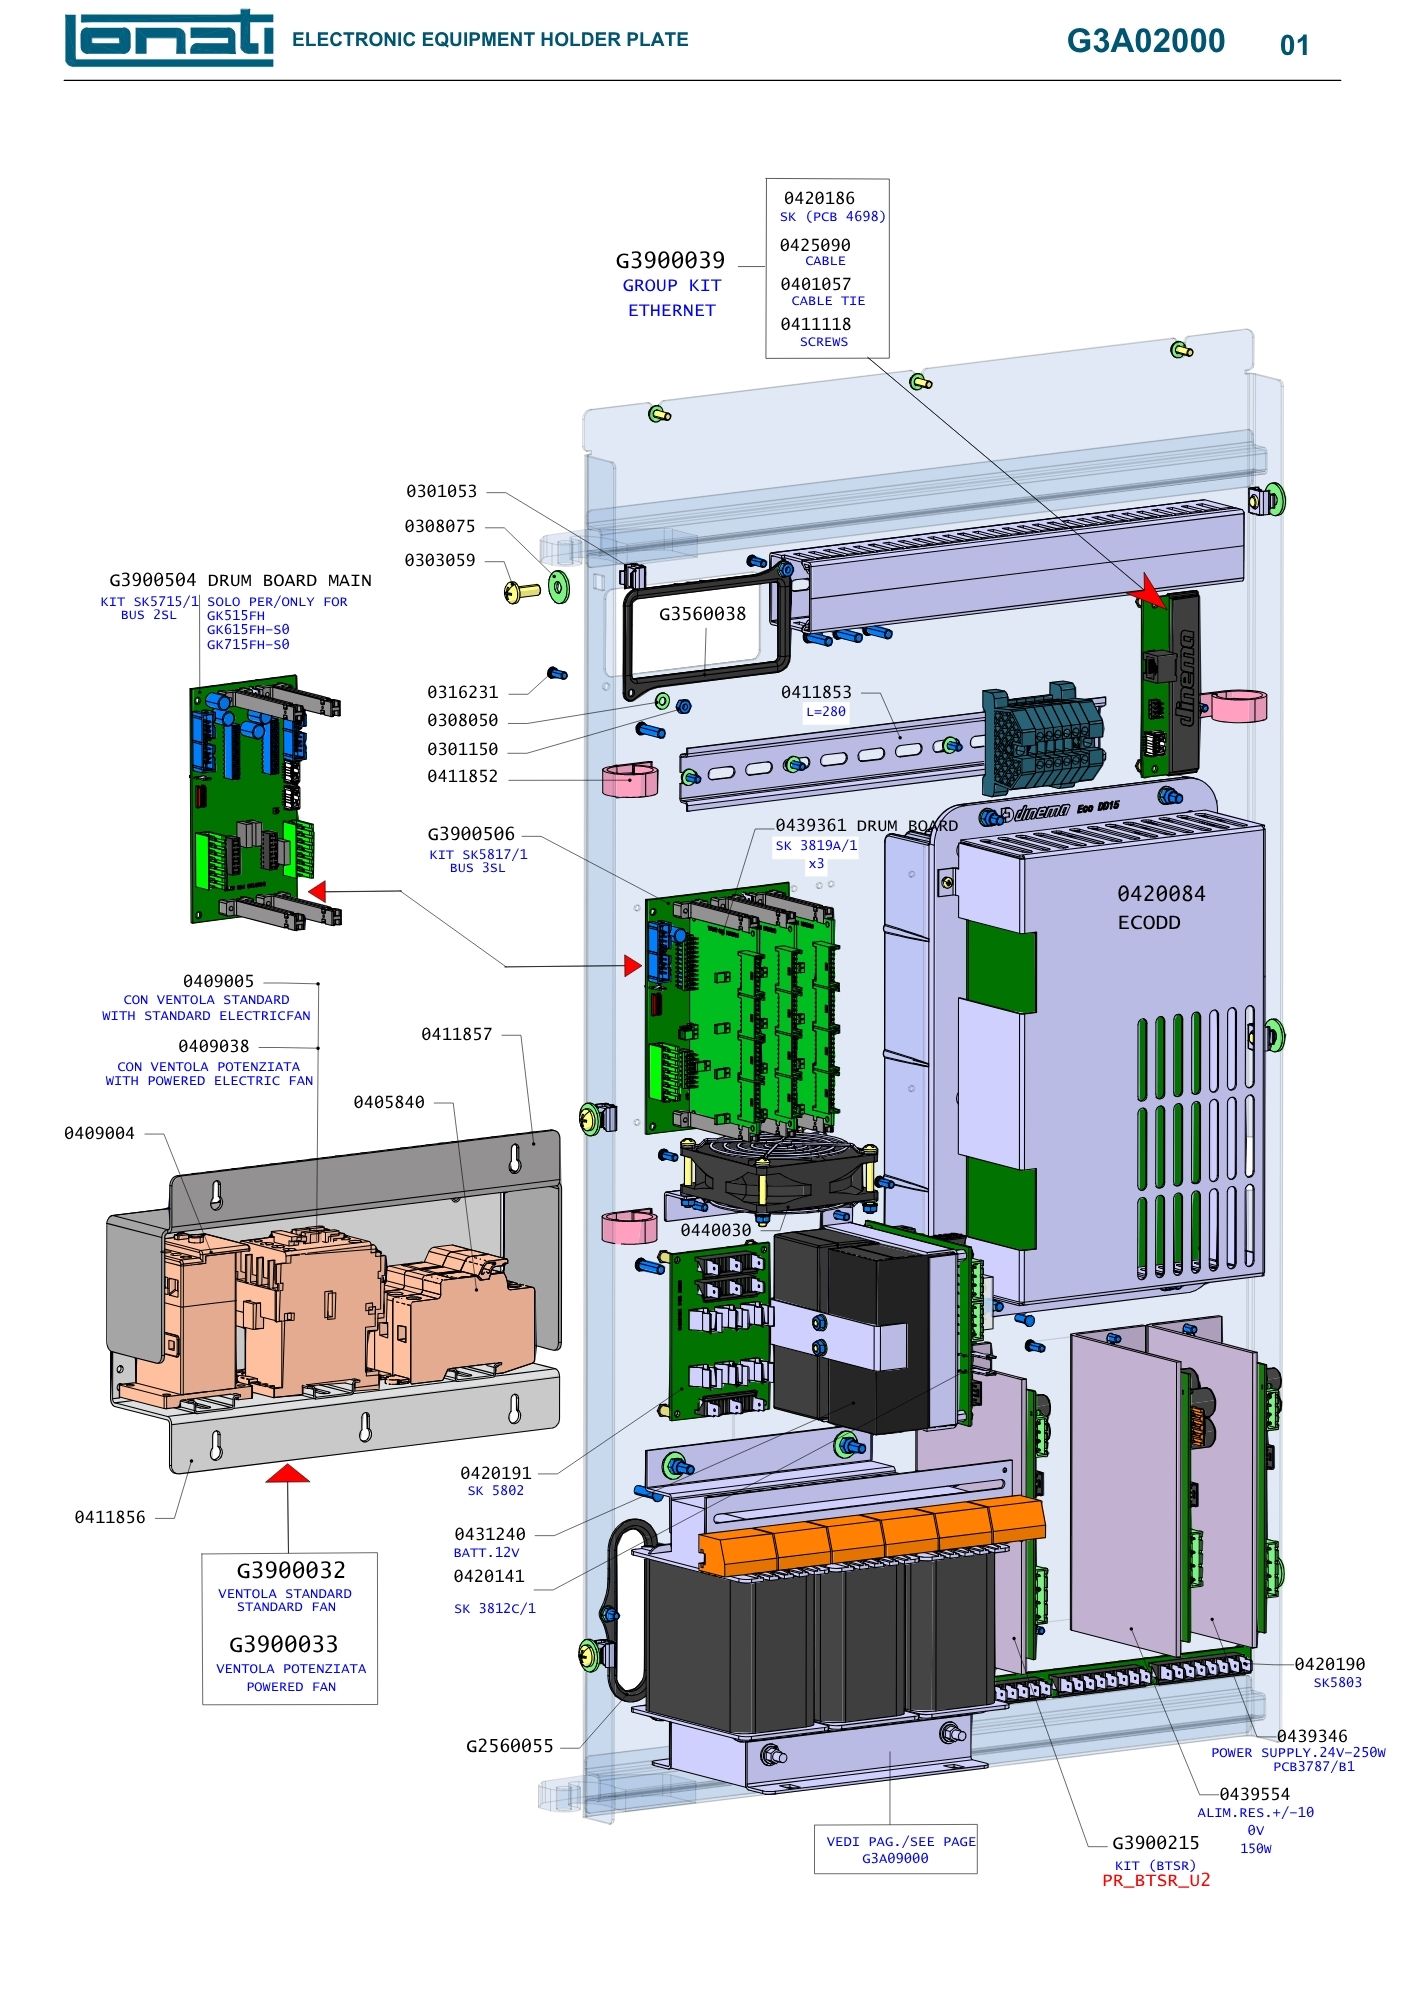 Lonati
ELECTRONIC EQUIPMENT HOLDER PLATE
G3A02000
01
0420186
SK (PCB 4698)
0425090
CABLE
0401057
CABLE TIE
0411118
SCREWS
G3900039
GROUP KIT
ETHERNET
0301053
0308075
0303059
G3900504 DRUM BOARD MAIN
KIT SK5715/1 SOLO PER/ONLY FOR
BUS 2SL
GK515FH
GK615FH-S0
GK715FH-S0
G3560038
0316231
0308050
0301150
0411852
0411853
L=280
dinema
dinema Eco DD15
G3900506
KIT SK5817/1
BUS 3SL
0439361 DRUM BOARD
SK 3819A/1
x3
0420084
ECODD
0409005
CON VENTOLA STANDARD
WITH STANDARD ELECTRICFAN
0409038
CON VENTOLA POTENZIATA
WITH POWERED ELECTRIC FAN
0411857
0405840
0409004
0440030
0411856
0420191
SK 5802
0431240
BATT.12V
0420141
SK 3812C/1
G3900032
VENTOLA STANDARD
STANDARD FAN
G3900033
VENTOLA POTENZIATA
POWERED FAN
G2560055
0420190
SK5803
0439346
POWER SUPPLY.24V-250W
PCB3787/B1
0439554
ALIM.RES.+/-10
0V
150W
G3900215
KIT (BTSR)
PR_BTSR_U2
VEDI PAG./SEE PAGE
G3A09000